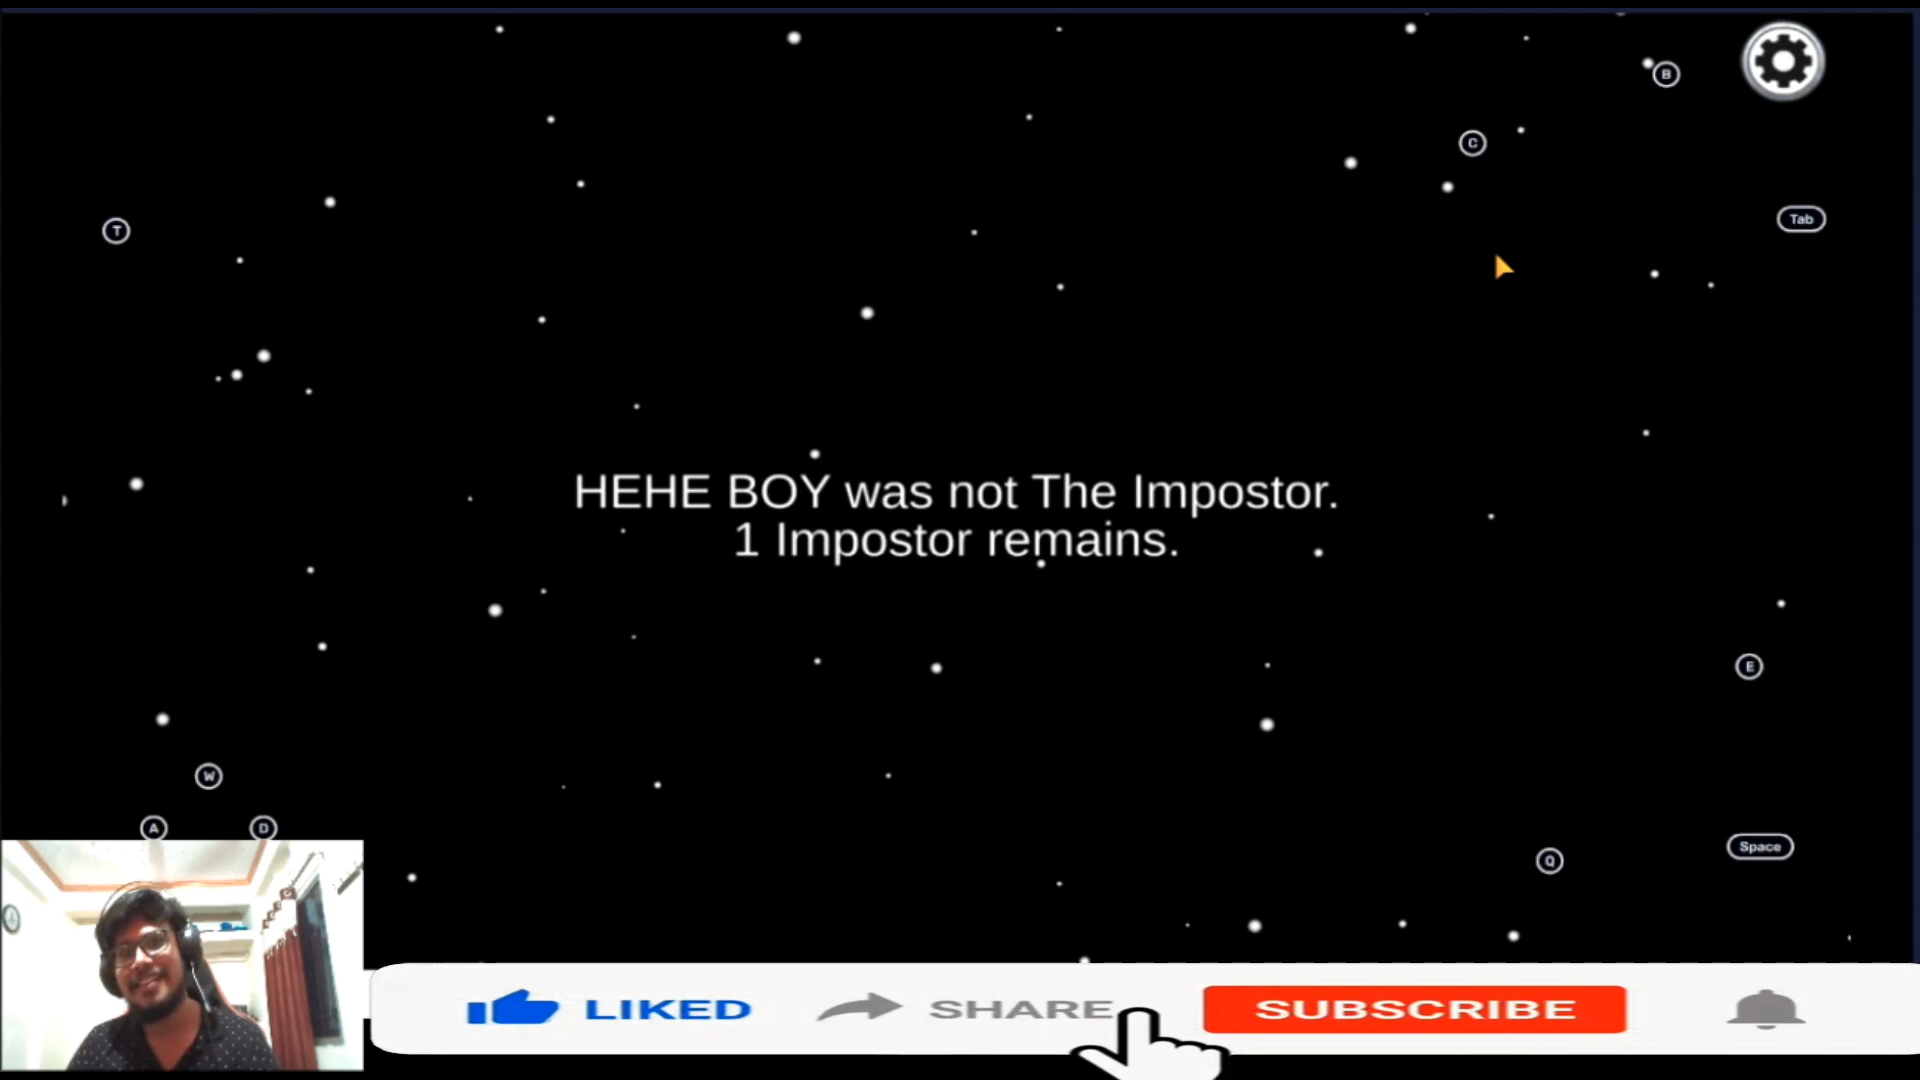 B
C
T
Tab
HEHE BOY was not The Impostor.
1 Impostor remains.
E
W
A D
Space
Q
LIKED SHARE SUBSCRIBE